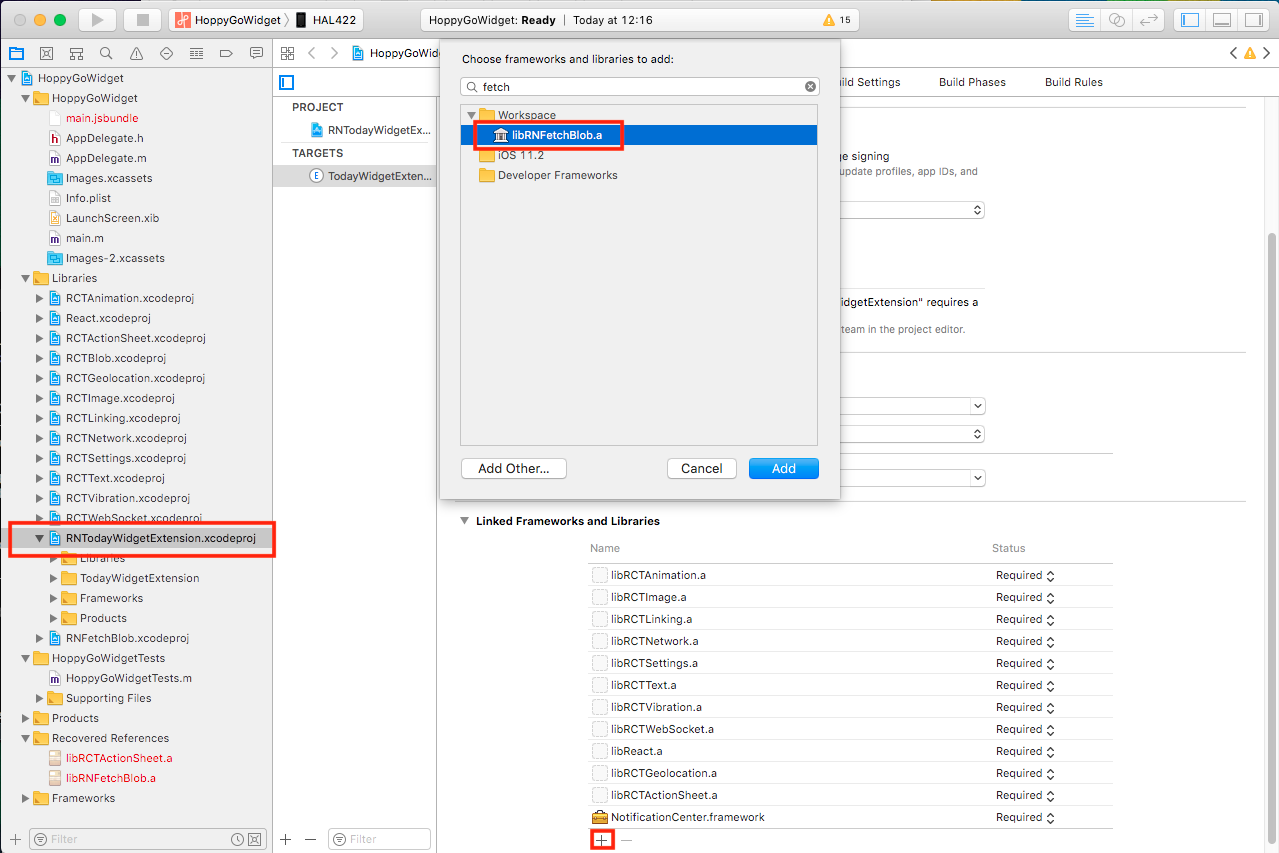 HoppyGoWidget HAL422
HoppyGoWidget: Ready | Today at 12:16 15
HoppyGoWidget
HoppyGoWidget
main.jsbundle
h AppDelegate.h
m AppDelegate.m
Images.xcassets
Info.plist
LaunchScreen.xib
m main.m
Images-2.xcassets
Libraries
RCTAnimation.xcodeproj
React.xcodeproj
RCTActionSheet.xcodeproj
RCTBlob.xcodeproj
RCTGeolocation.xcodeproj
RCTImage.xcodeproj
RCTLinking.xcodeproj
RCTNetwork.xcodeproj
RCTSettings.xcodeproj
RCTText.xcodeproj
RCTVibration.xcodeproj
RCTWebSocket.xcodeproj
RNTodayWidgetExtension.xcodeproj
Libraries
TodayWidgetExtension
Frameworks
Products
RNFetchBlob.xcodeproj
HoppyGoWidgetTests
m HoppyGoWidgetTests.m
Supporting Files
Products
Recovered References
libRCTActionSheet.a
libRNFetchBlob.a
Frameworks
Filter
HoppyGoWid
PROJECT
RNTodayWidgetEx...
TARGETS
E TodayWidgetExten...
Filter
Choose frameworks and libraries to add:
fetch
Workspace
libRNFetchBlob.a
iOS 11.2
Developer Frameworks
Add Other...
Cancel
Add
ild Settings
Build Phases
Build Rules
ge signing
update profiles, app IDs, and
idgetExtension" requires a
team in the project editor.
Linked Frameworks and Libraries
Name Status
libRCTAnimation.a Required
libRCTImage.a Required
libRCTLinking.a Required
libRCTNetwork.a Required
libRCTSettings.a Required
libRCTText.a Required
libRCTVibration.a Required
libRCTWebSocket.a Required
libReact.a Required
libRCTGeolocation.a Required
libRCTActionSheet.a Required
NotificationCenter.framework Required